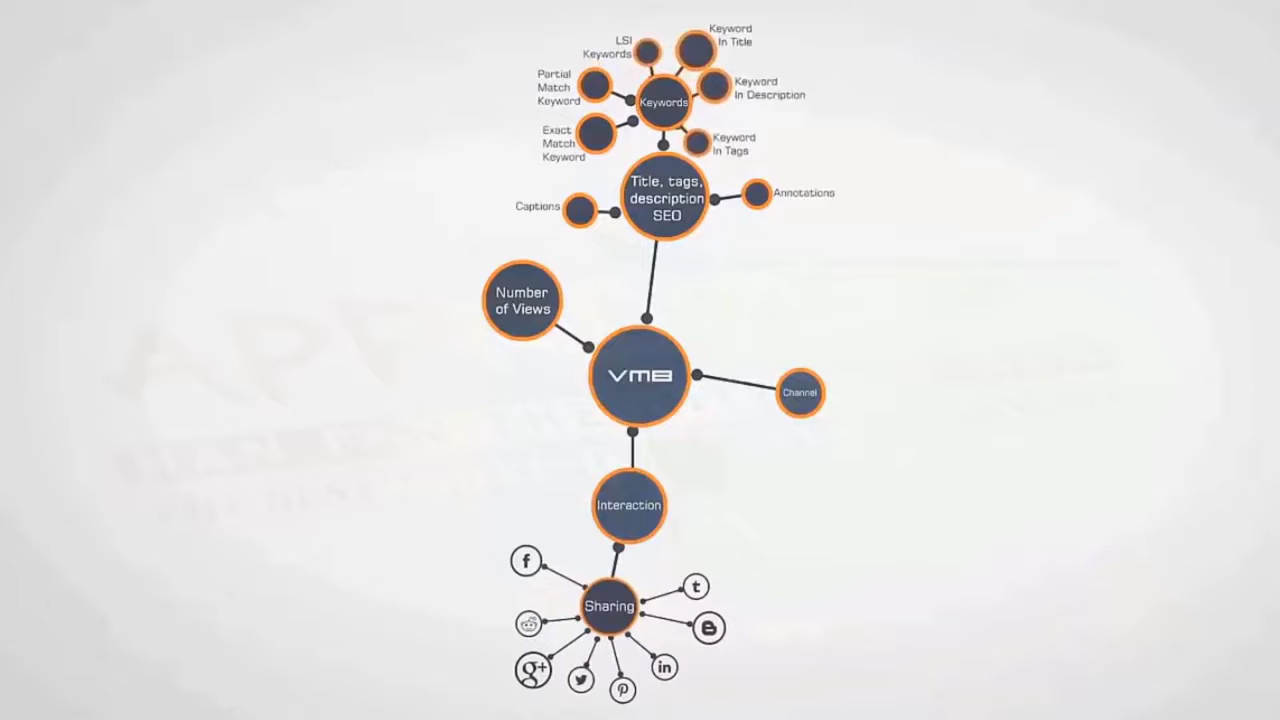 Keyword
In Title
LSI
Keywords
Partial
Match
Keyword
Keywords
Keyword
In Description
Exact
Match
Keyword
Keyword
In Tags
Title, tags,
description
SEO
Captions
Annotations
Number
of Views
VMB
Channel
Interaction
f
t
Sharing
B
g+
in